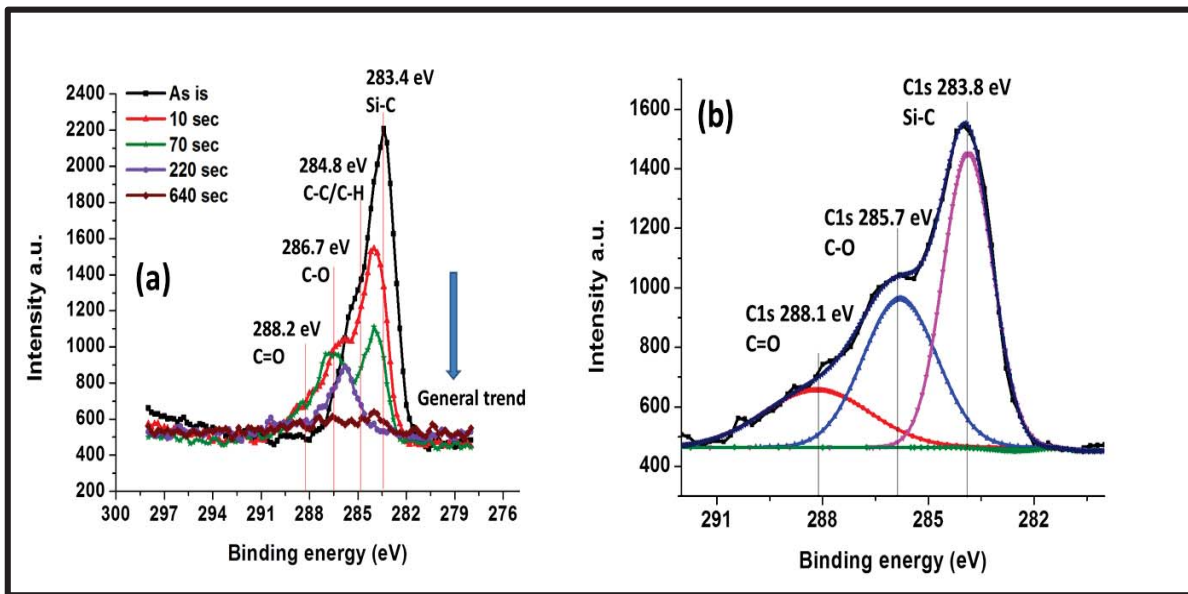 (a)
Intensity a.u.
2400
2200
2000
1800
1600
1400
1200
1000
800
600
400
200
As is
10 sec
70 sec
220 sec
640 sec
283.4 eV
Si-C
284.8 eV
C-C/C-H
286.7 eV
C-O
288.2 eV
C=O
General trend
300 297 294 291 288 285 282 279 276
Binding energy (eV)
(b)
Intensity a.u.
1600
1400
1200
1000
800
600
400
C1s 283.8 eV
Si-C
C1s 285.7 eV
C-O
C1s 288.1 eV
C=O
291 288 285 282
Binding energy (eV)